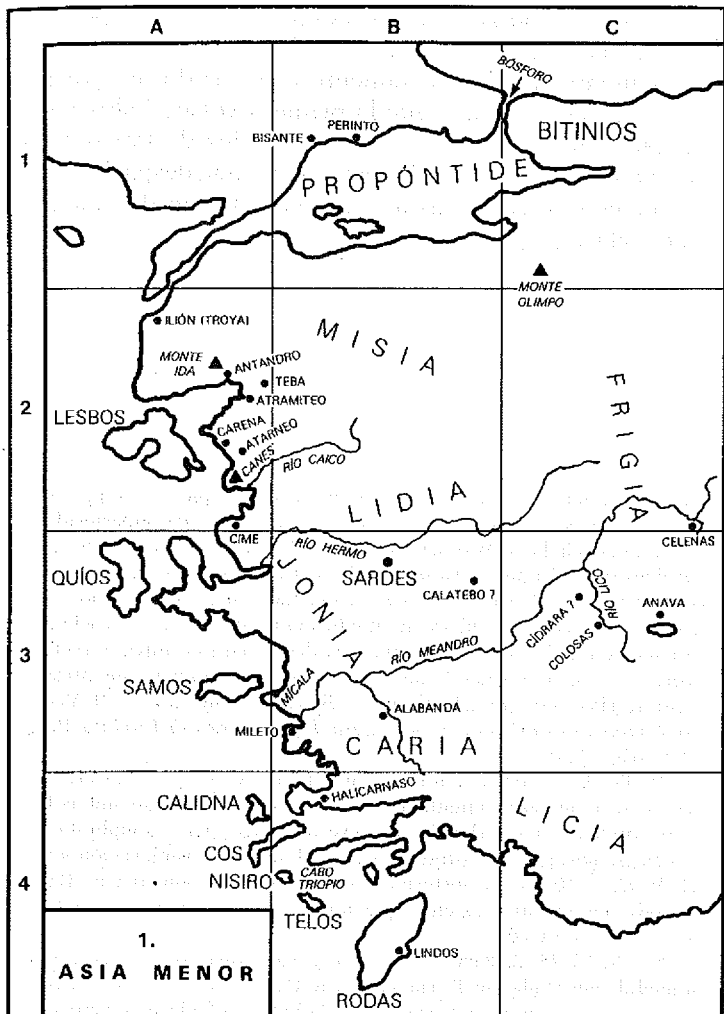 A B C
1
2
3
4
BÓSFORO
BITINIOS
PERINTO
BISANTE
PROPÓNTIDE
MONTE
OLIMPO
ILIÓN (TROYA)
MISIA
MONTE
IDA
ANTANDRO
TEBA
ATRAMITEO
FRIGIA
LESBOS
CARENA
ATARNEO
CANES
RÍO CAICO
LIDIA
CIME
RÍO HERMO
CELENAS
QUÍOS
JONIA
SARDES
CALATEBO ?
CÍDRARA ?
RÍO LICO
ANAVA
COLOSAS
RÍO MEANDRO
SAMOS
MÍCALA
ALABANDA
MILETO
CARIA
CALIDNA
HALICARNASO
LICIA
COS
NISIRO
CABO
TRIOPIO
TELOS
LINDOS
RODAS
1.
ASIA MENOR